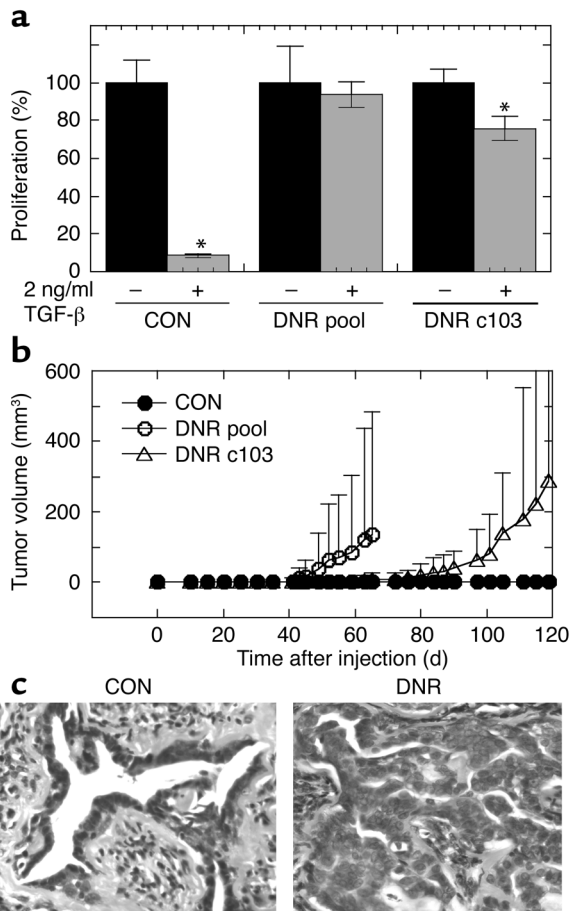 a
Proliferation (%)
100
80
60
40
20
0
2 ng/ml − + − + − +
TGF-β
CON DNR pool DNR c103
* *
b
Tumor volume (mm³)
600
400
200
0
CON
DNR pool
DNR c103
0 20 40 60 80 100 120
Time after injection (d)
c
CON DNR